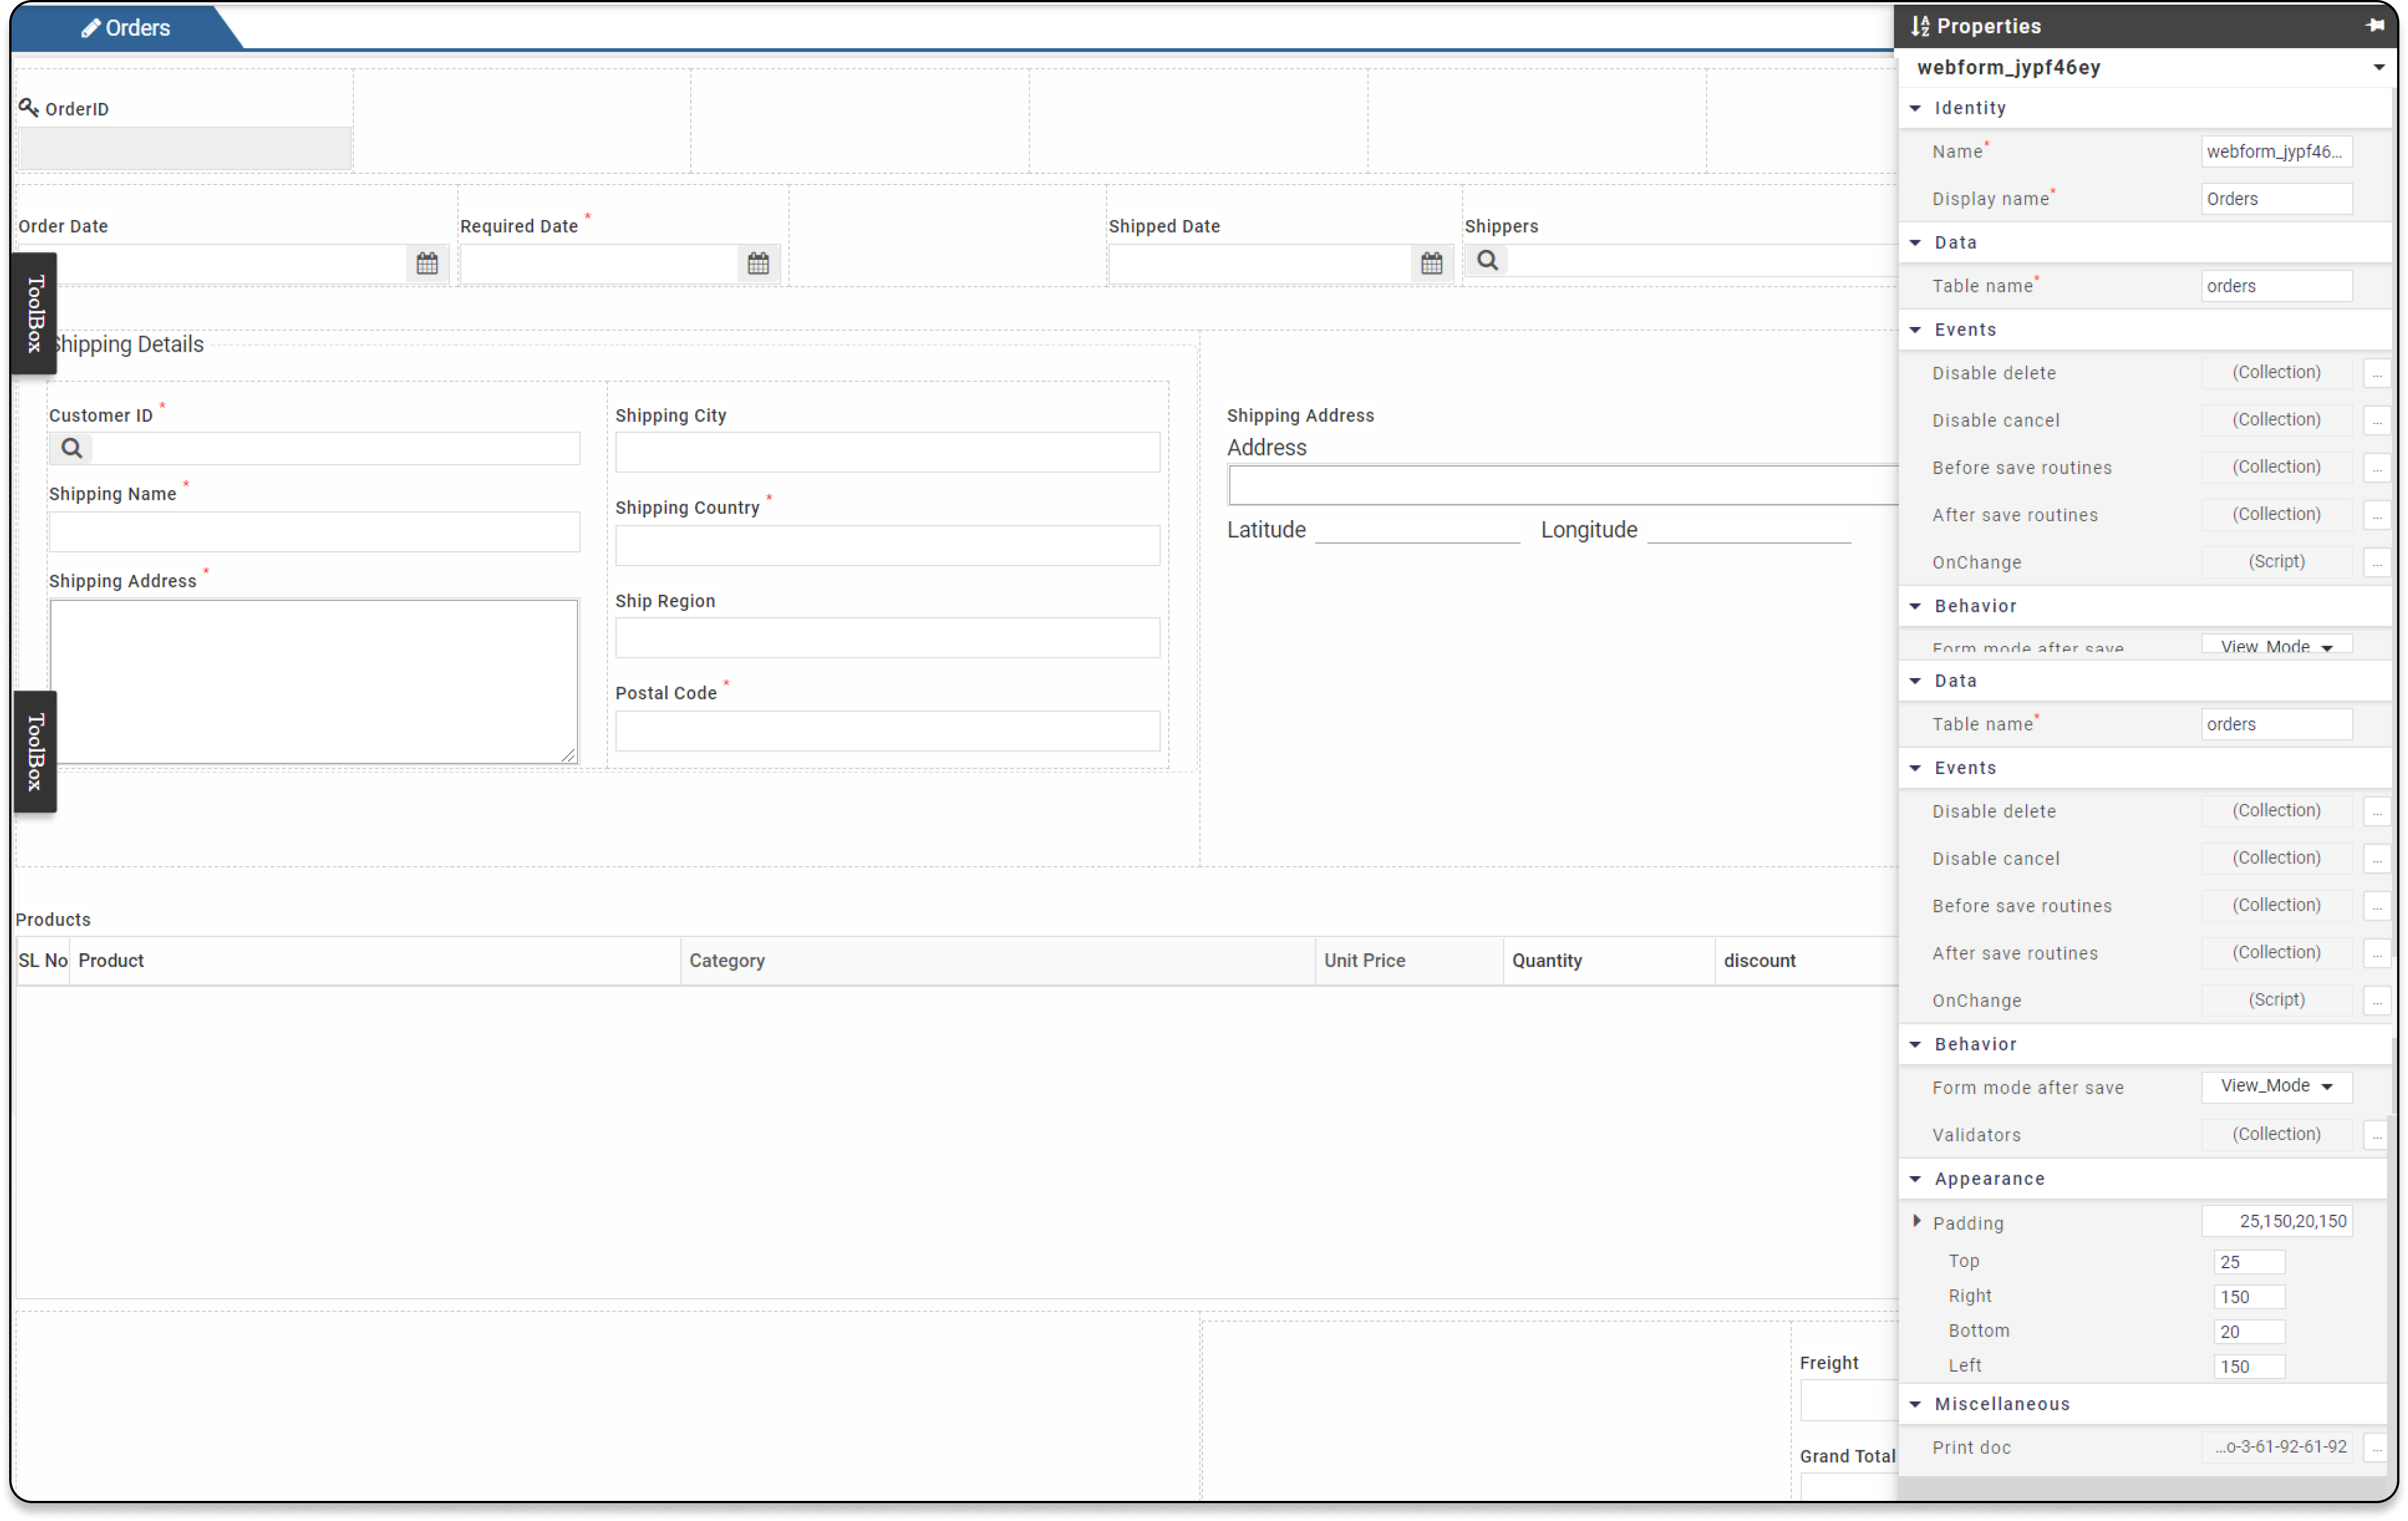 Orders
OrderID
Order Date
Required Date *
Shipped Date
Shippers
ToolBox
Shipping Details
Customer ID *
Shipping Name *
Shipping Address *
Shipping City
Shipping Country *
Ship Region
Postal Code *
Shipping Address
Address
Latitude
Longitude
ToolBox
Products
SL No Product Category Unit Price Quantity discount
Freight
Grand Total
Properties
webform_jypf46ey
Identity
Name* webform_jypf46...
Display name* Orders
Data
Table name* orders
Events
Disable delete (Collection) ...
Disable cancel (Collection) ...
Before save routines (Collection) ...
After save routines (Collection) ...
OnChange (Script) ...
Behavior
Form mode after save View_Mode
Data
Table name* orders
Events
Disable delete (Collection) ...
Disable cancel (Collection) ...
Before save routines (Collection) ...
After save routines (Collection) ...
OnChange (Script) ...
Behavior
Form mode after save View_Mode
Validators (Collection) ...
Appearance
Padding 25,150,20,150
Top 25
Right 150
Bottom 20
Left 150
Miscellaneous
Print doc ...o-3-61-92-61-92 ...